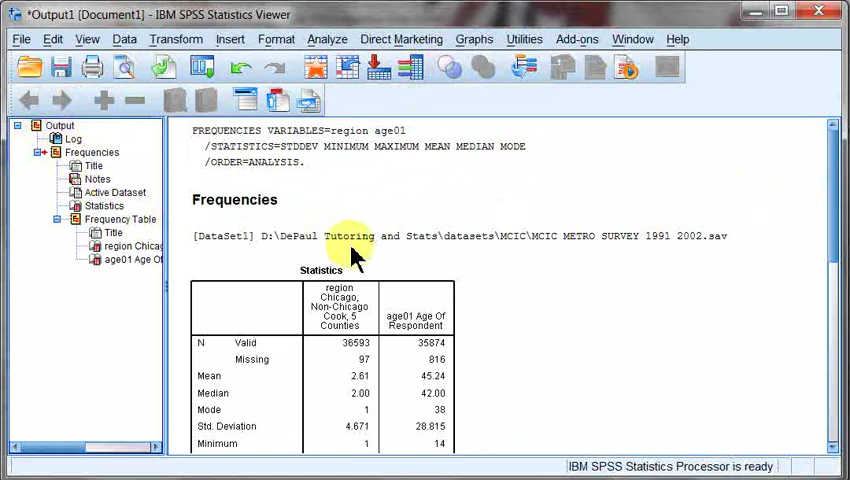 *Output1 [Document1] - IBM SPSS Statistics Viewer
File Edit View Data Transform Insert Format Analyze Direct Marketing Graphs Utilities Add-ons Window Help
Output
Log
Frequencies
Title
Notes
Active Dataset
Statistics
Frequency Table
Title
region Chicag
age01 Age Of
FREQUENCIES VARIABLES=region age01
/STATISTICS=STDDEV MINIMUM MAXIMUM MEAN MEDIAN MODE
/ORDER=ANALYSIS.
Frequencies
[DataSet1] D:\DePaul Tutoring and Stats\datasets\MCIC\MCIC METRO SURVEY 1991 2002.sav
Statistics
region
Chicago,
Non-Chicago
Cook, 5
Counties
age01 Age Of
Respondent
N Valid 36593 35874
Missing 97 816
Mean 2.61 45.24
Median 2.00 42.00
Mode 1 38
Std. Deviation 4.671 28.815
Minimum 1 14
IBM SPSS Statistics Processor is ready